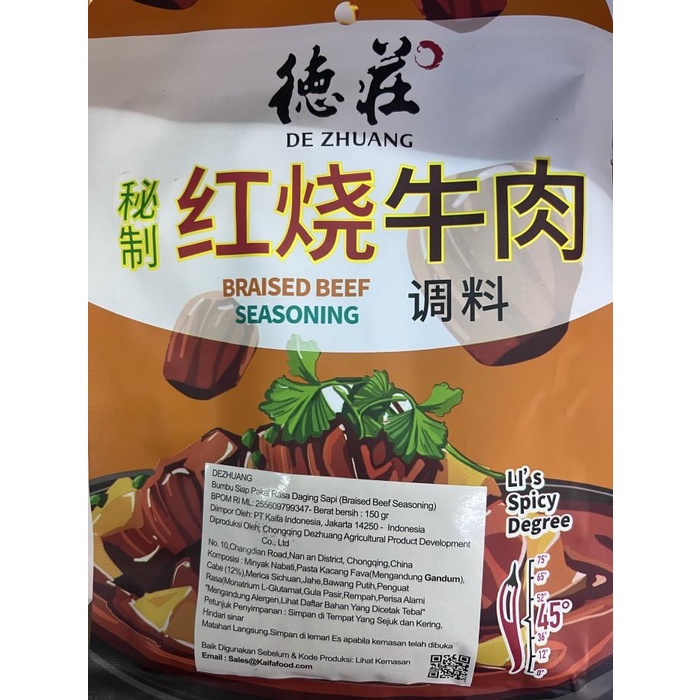 德莊
DE ZHUANG
秘制
红烧牛肉
BRAISED BEEF
SEASONING
调料
LI's
Spicy
Degree
75°
65°
52°
45°
36°
12°
0°
DEZHUANG
Bumbu Siap Pakai Rasa Daging Sapi (Braised Beef Seasoning)
BPOM RI ML: 255609799347- Berat bersih : 150 gr
Diimpor Oleh: PT Kaifa Indonesia, Jakarta 14250 - Indonesia
Diproduksi Oleh: Chongqing Dezhuang Agricultural Product Development
Co., Ltd
No. 10,Changdian Road,Nan an District, Chongqing,China
Komposisi : Minyak Nabati,Pasta Kacang Fava(Mengandung Gandum),
Cabe (12%),Merica Sichuan,Jahe,Bawang Putih,Penguat
Rasa(Monatrium L-Glutamat,Gula Pasir,Rempah,Perisa Alami
"Mengandung Alergen,Lihat Daftar Bahan Yang Dicetak Tebal"
Petunjuk Penyimpanan : Simpan di Tempat Yang Sejuk dan Kering,
Hindari sinar
Matahari Langsung.Simpan di lemari Es apabila kemasan telah dibuka
Baik Digunakan Sebelum & Kode Produksi: Lihat Kemasan
Email : Sales@Kaifafood.com